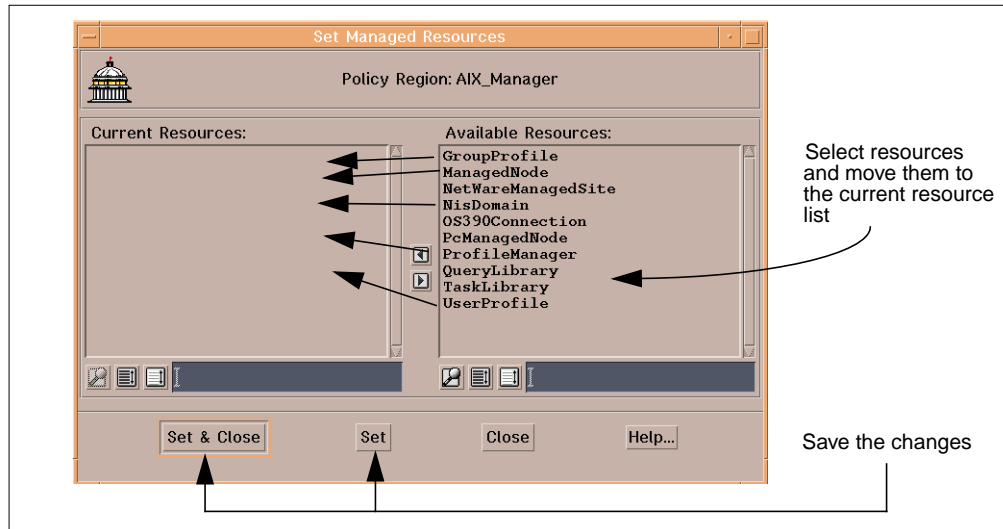 Set Managed Resources
Policy Region: AIX_Manager
Current Resources:
Available Resources:
GroupProfile
ManagedNode
NetWareManagedSite
NisDomain
OS390Connection
PcManagedNode
ProfileManager
QueryLibrary
TaskLibrary
UserProfile
Select resources
and move them to
the current resource
list
Set & Close
Set
Close
Help...
Save the changes